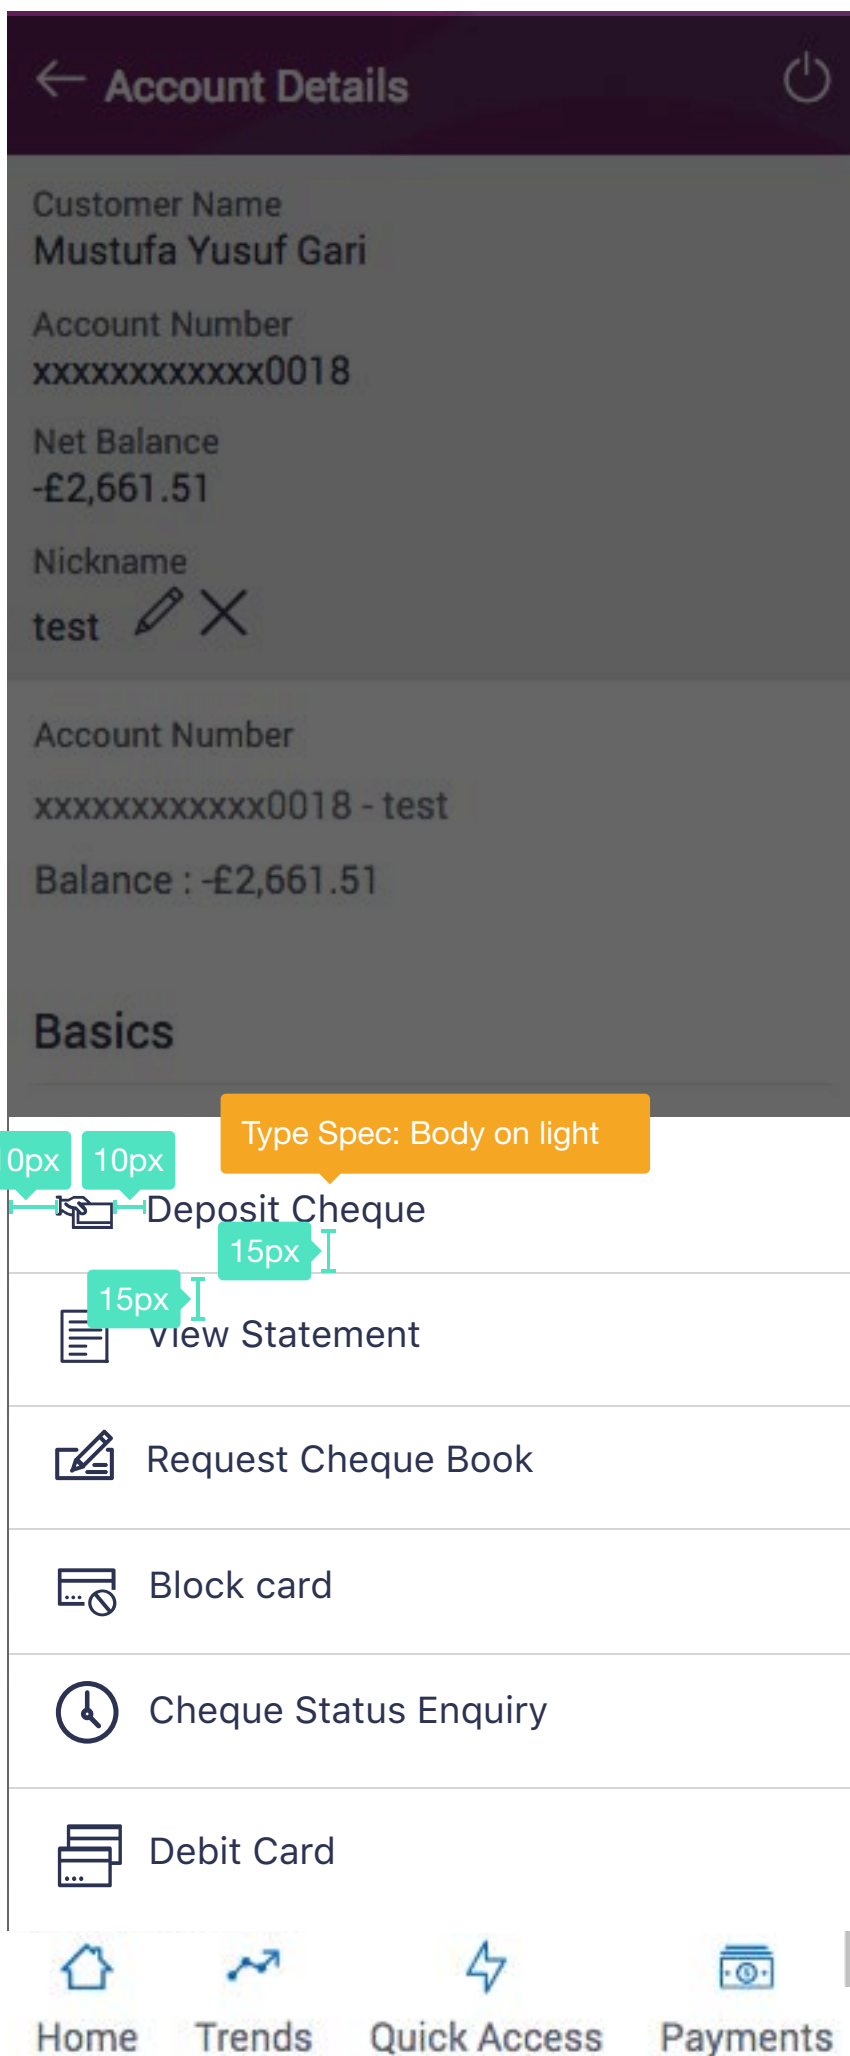 Account Details
Customer Name
Mustufa Yusuf Gari
Account Number
xxxxxxxxxxxx0018
Net Balance
-£2,661.51
Nickname
test
Account Number
xxxxxxxxxxxx0018 - test
Balance : -£2,661.51
Basics
Type Spec: Body on light
10px 10px
Deposit Cheque
15px
15px
View Statement
Request Cheque Book
Block card
Cheque Status Enquiry
Debit Card
Home Trends Quick Access Payments